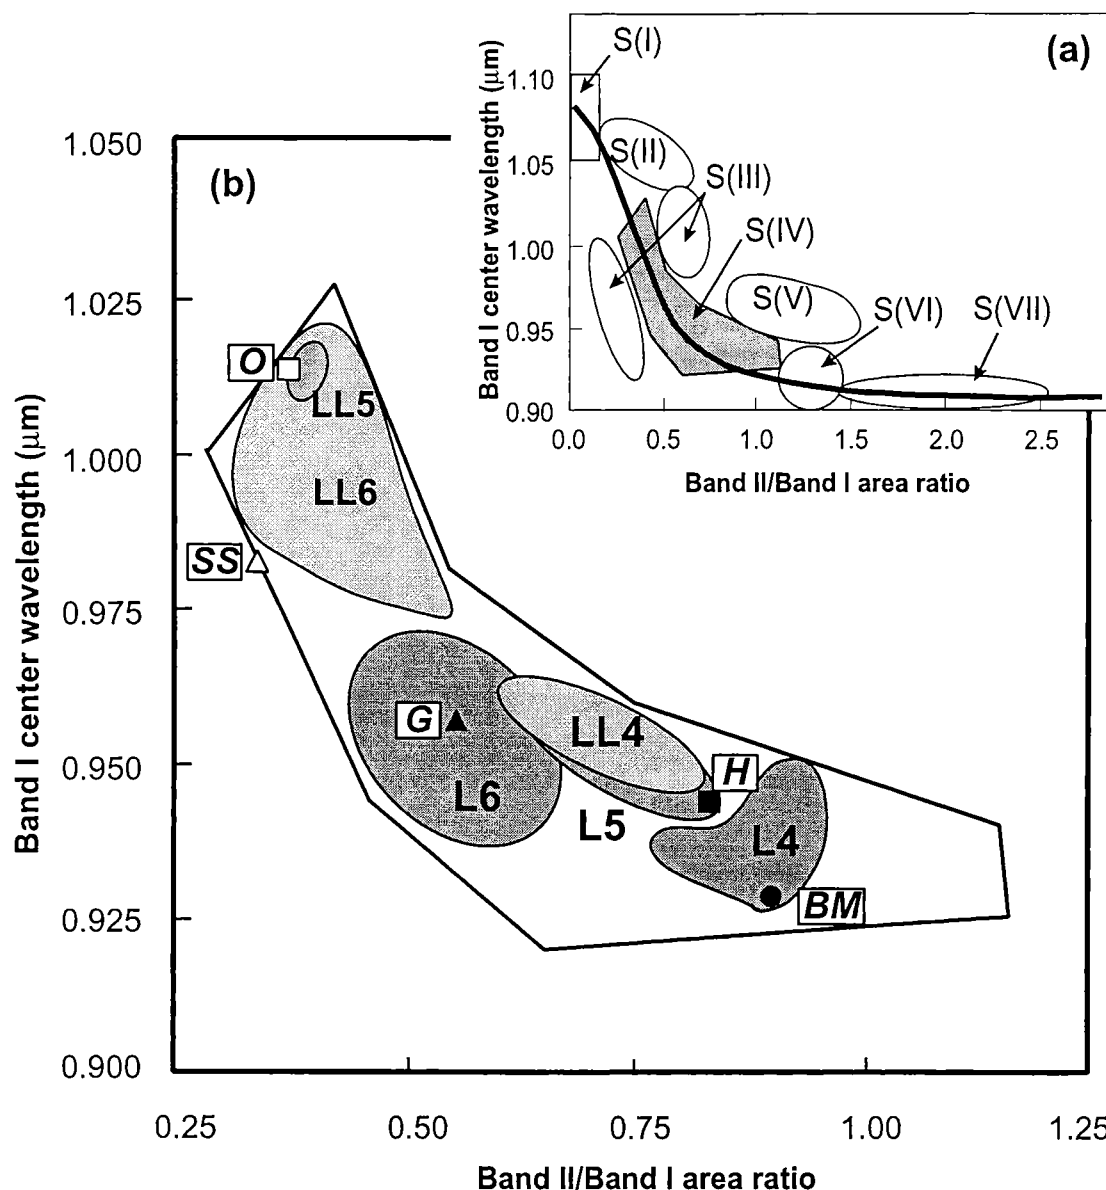 (a)
S(I)
S(II)
S(III)
S(IV)
S(V)
S(VI)
S(VII)
Band I center wavelength (µm)
1.10
1.05
1.00
0.95
0.90
0.0
0.5
1.0
1.5
2.0
2.5
Band II/Band I area ratio
(b)
Band I center wavelength (µm)
1.050
1.025
1.000
0.975
0.950
0.925
0.900
O
LL5
LL6
SS
G
LL4
H
L6
L5
L4
BM
0.25
0.50
0.75
1.00
1.25
Band II/Band I area ratio